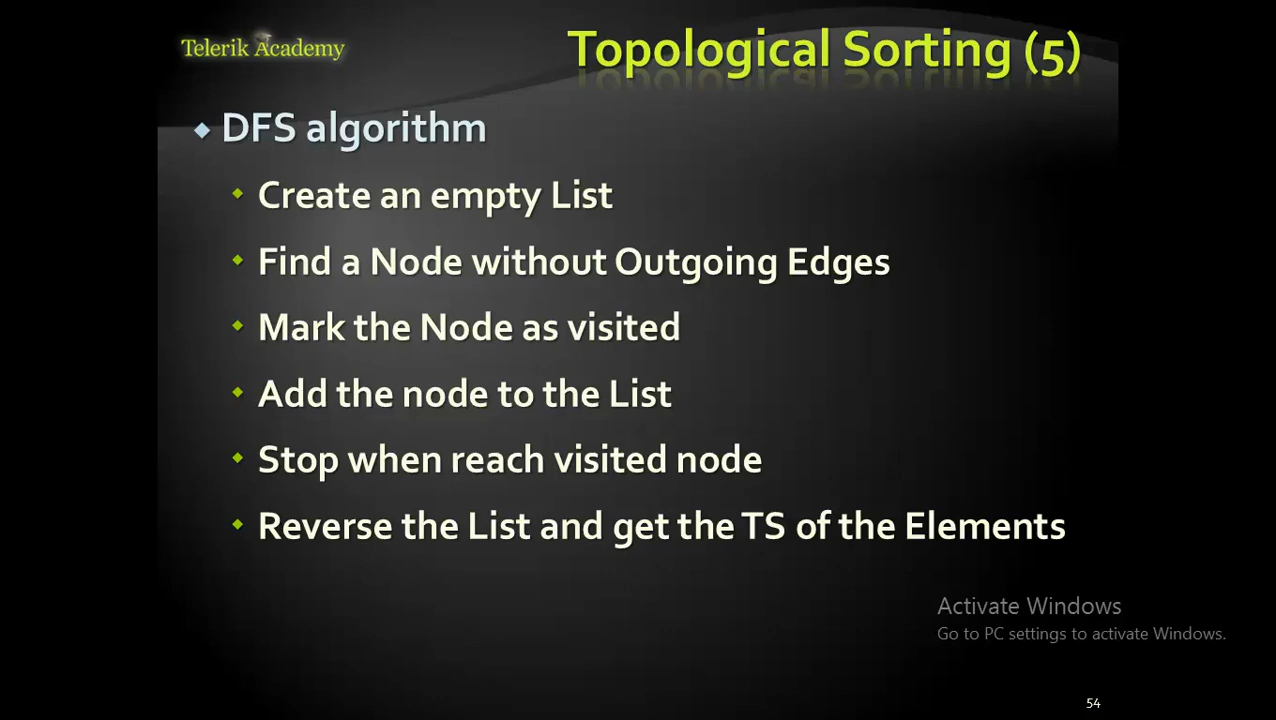 Telerik Academy
Topological Sorting (5)
DFS algorithm
Create an empty List
Find a Node without Outgoing Edges
Mark the Node as visited
Add the node to the List
Stop when reach visited node
Reverse the List and get the TS of the Elements
Activate Windows
Go to PC settings to activate Windows.
54